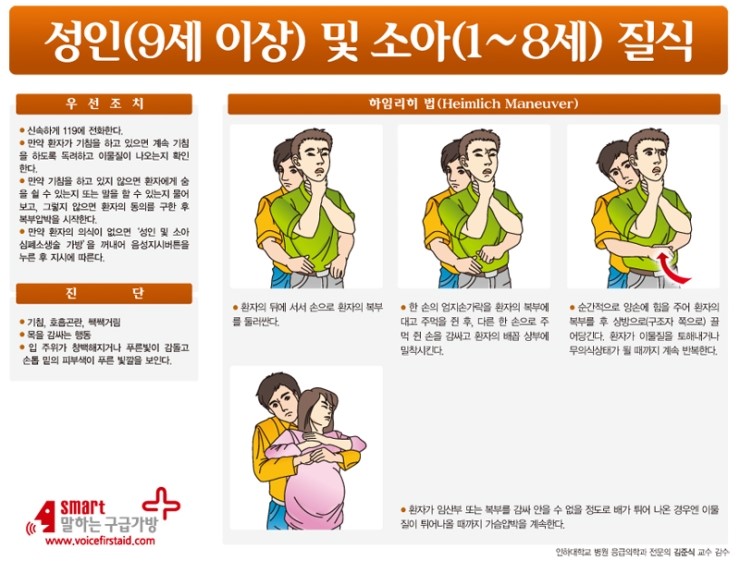 성인(9세 이상) 및 소아(1~8세) 질식
우 선 조 치
● 신속하게 119에 전화한다.
● 만약 환자가 기침을 하고 있으면 계속 기침
을 하도록 독려하고 이물질이 나오는지 확인
한다.
● 만약 기침을 하고 있지 않으면 환자에게 숨
을 쉴 수 있는지 또는 말을 할 수 있는지 물어
보고, 그렇지 않으면 환자의 동의를 구한 후
복부압박을 시작한다.
● 만약 환자의 의식이 없으면 '성인 및 소아
심폐소생술 가방'을 꺼내어 음성지시버튼을
누른 후 지시에 따른다.
진 단
● 기침, 호흡곤란, 쌕쌕거림
● 목을 감싸는 행동
● 입 주위가 창백해지거나 푸른빛이 감돌고
손톱 밑의 피부색이 푸른 빛깔을 보인다.
하임리히 법(Heimlich Maneuver)
● 환자의 뒤에 서서 손으로 환자의 복부
를 둘러싼다.
● 한 손의 엄지손가락을 환자의 복부에
대고 주먹을 쥔 후, 다른 한 손으로 주
먹 쥔 손을 감싸고 환자의 배꼽 상부에
밀착시킨다.
● 순간적으로 양손에 힘을 주어 환자의
복부를 후 상방으로(구조자 쪽으로) 끌
어당긴다. 환자가 이물질을 토해내거나
무의식상태가 될 때까지 계속 반복한다.
● 환자가 임산부 또는 복부를 감싸 안을 수 없을 정도로 배가 튀어 나온 경우엔 이물
질이 튀어나올 때까지 가슴압박을 계속한다.
smart
말하는 구급가방
www.voicefirstaid.com
인하대학교 병원 응급의학과 전문의 김준식 교수 감수